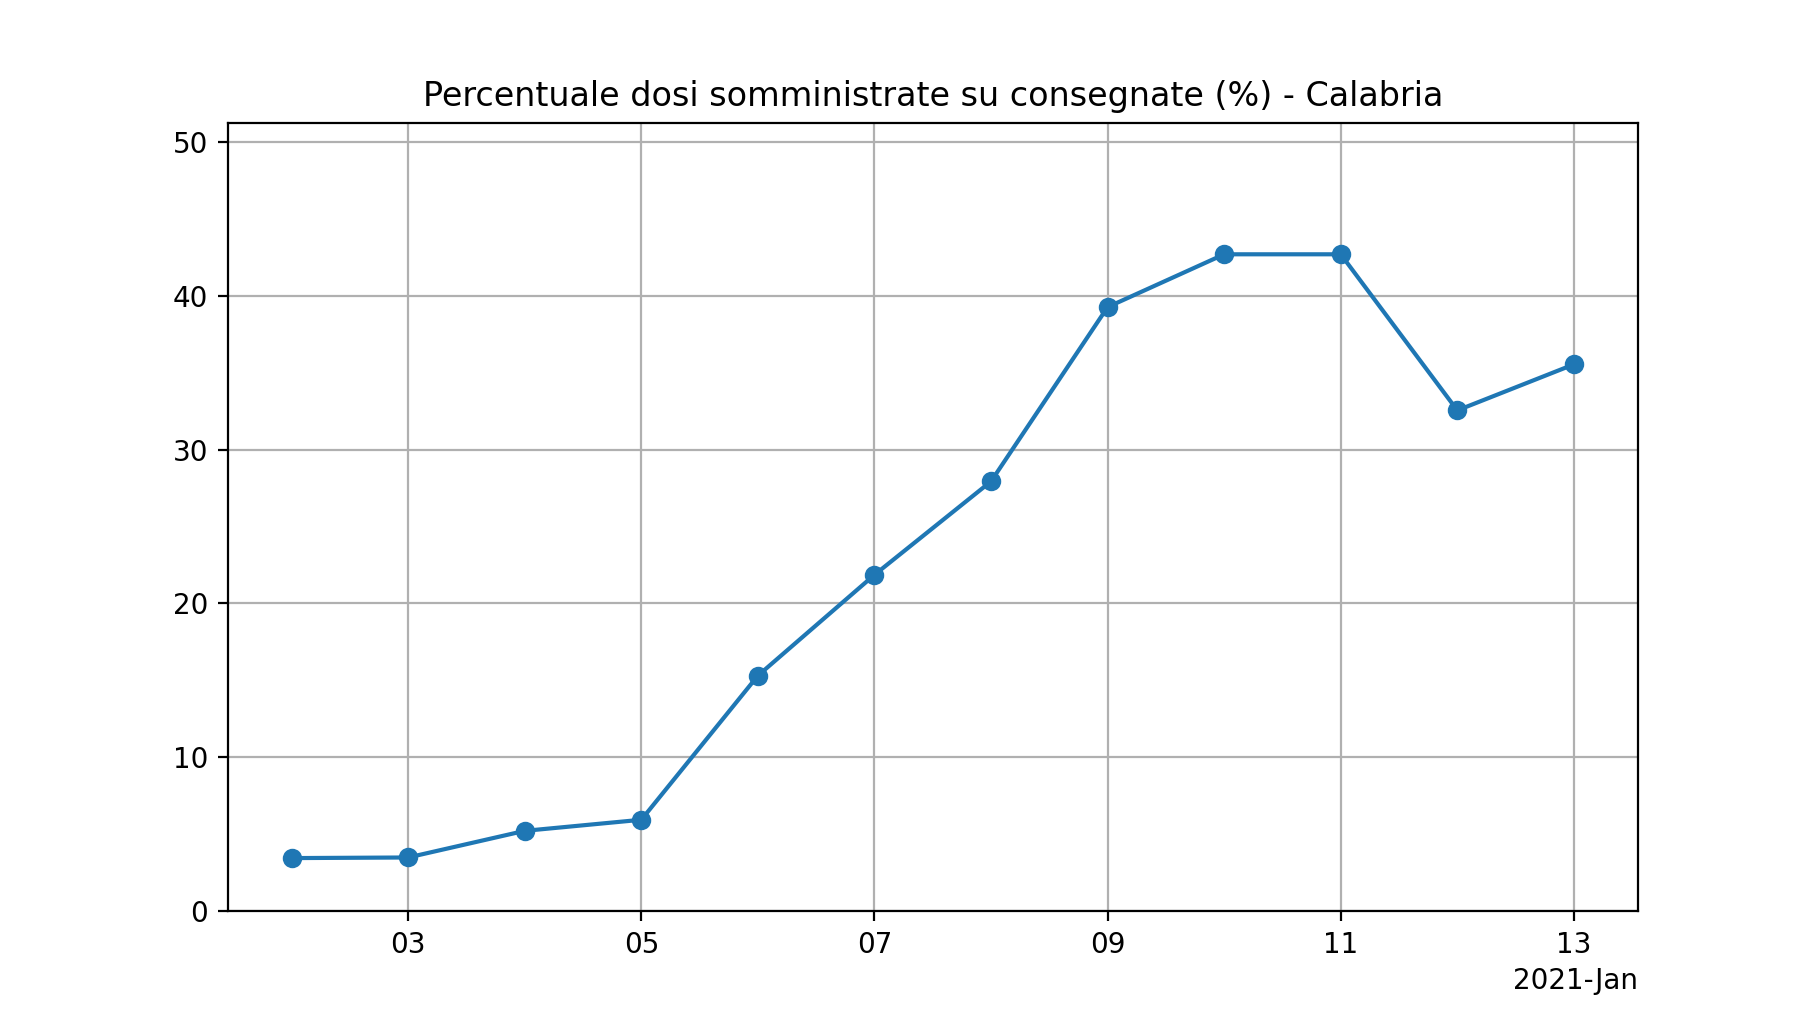 Percentuale dosi somministrate su consegnate (%) - Calabria
50
40
30
20
10
0
03 05 07 09 11 13
2021-Jan